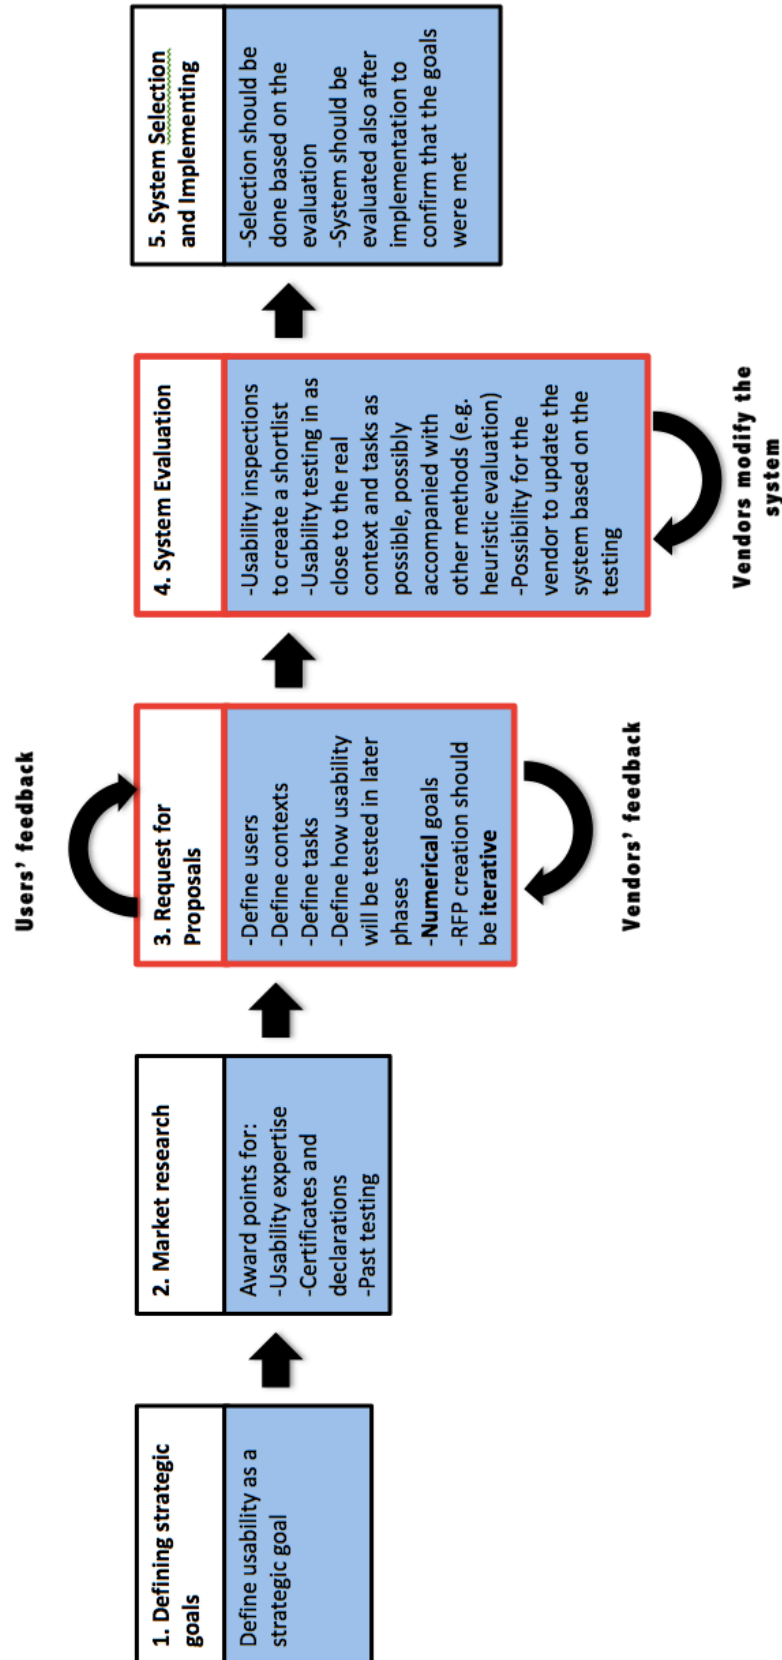 1. Defining strategic
goals
Define usability as a
strategic goal
2. Market research
Award points for:
-Usability expertise
-Certificates and
declarations
-Past testing
Users' feedback
3. Request for
Proposals
-Define users
-Define contexts
-Define tasks
-Define how usability
will be tested in later
phases
-Numerical goals
-RFP creation should
be iterative
Vendors' feedback
4. System Evaluation
-Usability inspections
to create a shortlist
-Usability testing in as
close to the real
context and tasks as
possible, possibly
accompanied with
other methods (e.g.
heuristic evaluation)
-Possibility for the
vendor to update the
system based on the
testing
Vendors modify the
system
5. System Selection
and Implementing
-Selection should be
done based on the
evaluation
-System should be
evaluated also after
implementation to
confirm that the goals
were met